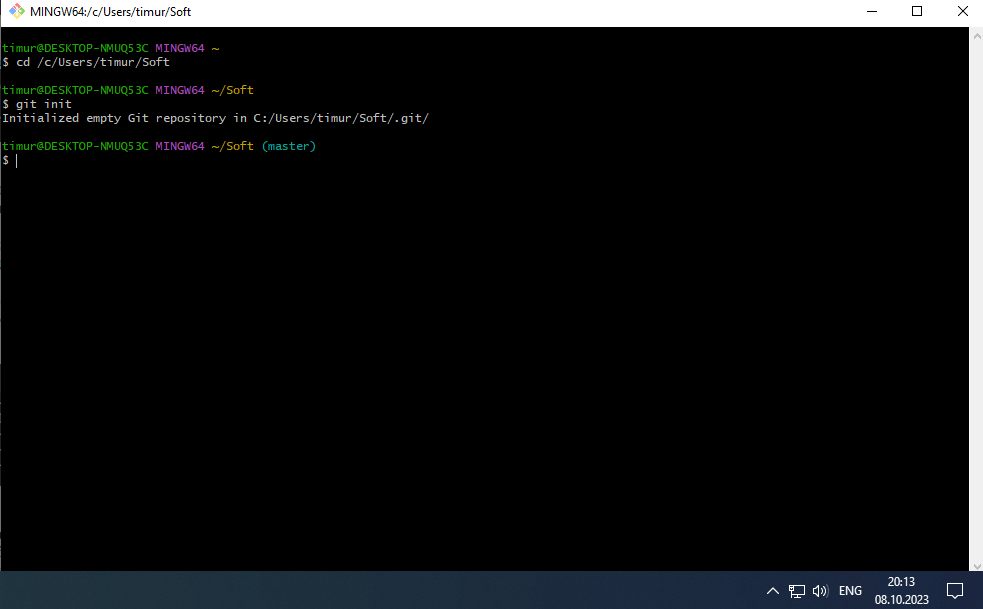 MINGW64:/c/Users/timur/Soft
timur@DESKTOP-NMUQ53C MINGW64 ~
$ cd /c/Users/timur/Soft
timur@DESKTOP-NMUQ53C MINGW64 ~/Soft
$ git init
Initialized empty Git repository in C:/Users/timur/Soft/.git/
timur@DESKTOP-NMUQ53C MINGW64 ~/Soft (master)
$
ENG
20:13
08.10.2023